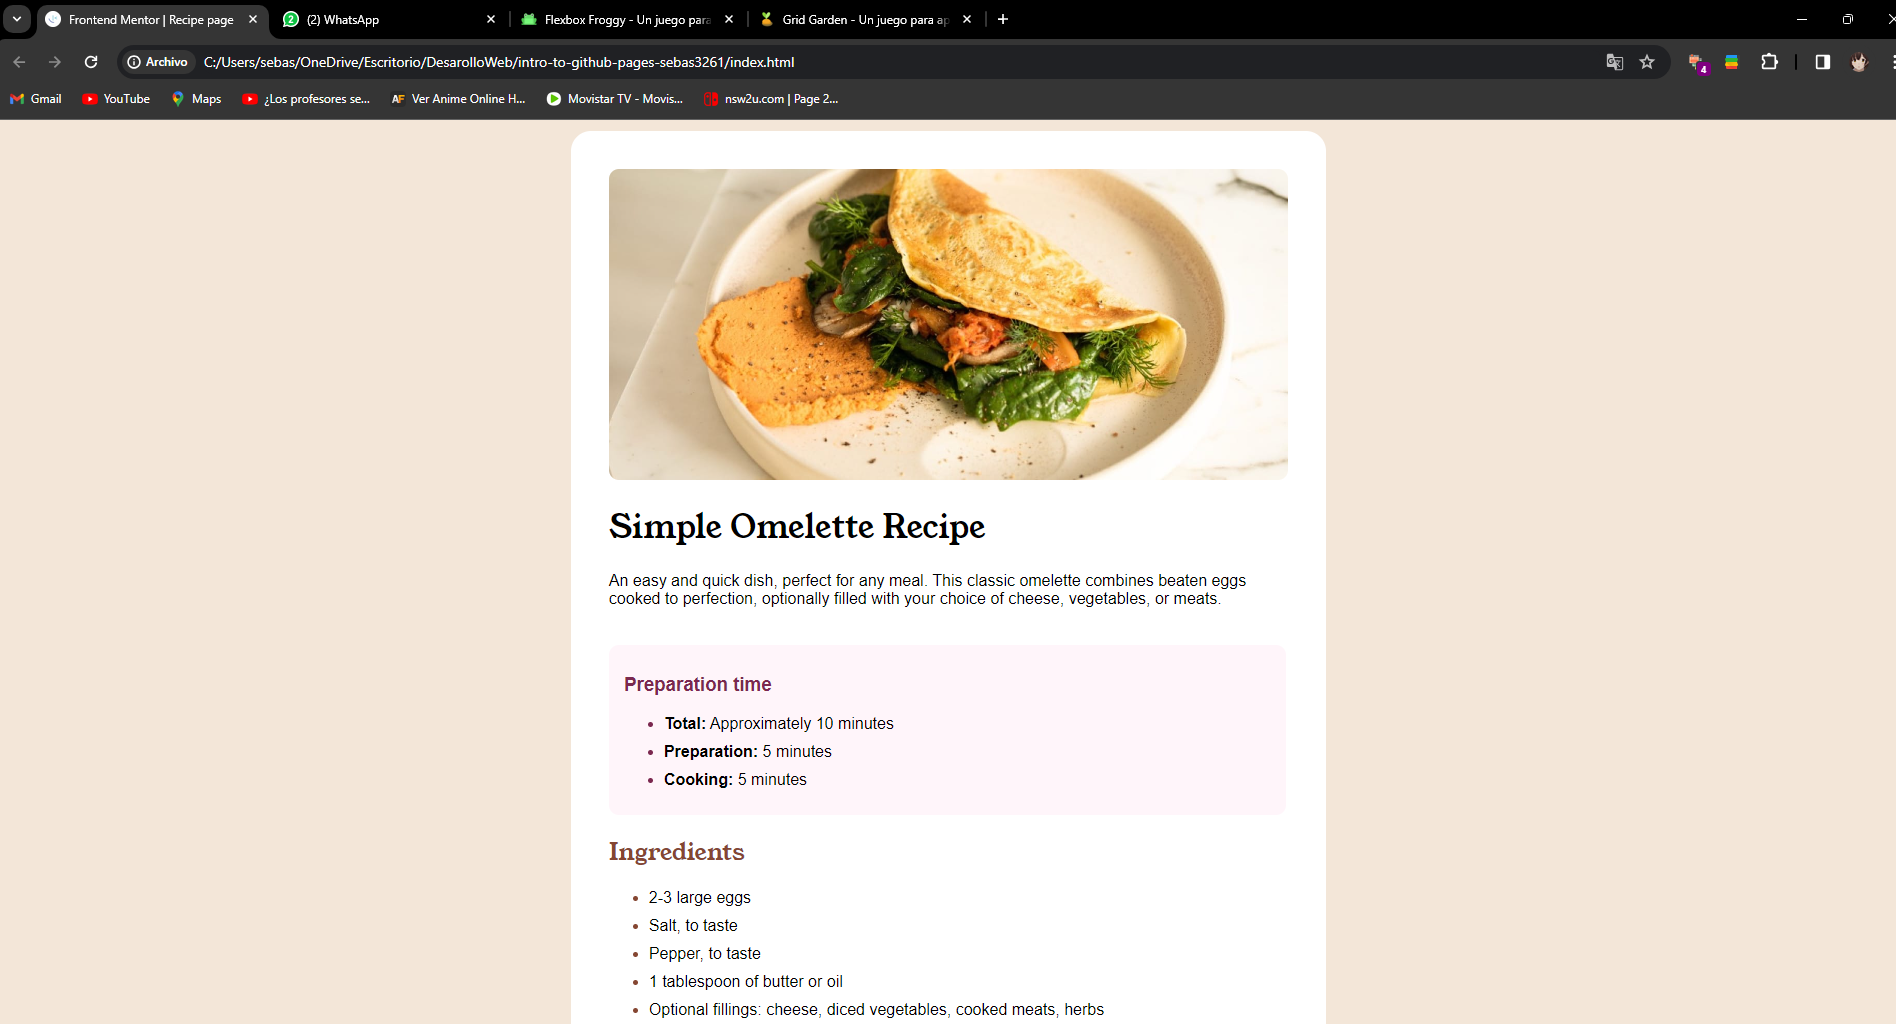 Frontend Mentor | Recipe page
(2) WhatsApp
Flexbox Froggy - Un juego para
Grid Garden - Un juego para ap
Archivo C:/Users/sebas/OneDrive/Escritorio/DesarolloWeb/intro-to-github-pages-sebas3261/index.html
4
Gmail YouTube Maps ¿Los profesores se... AF Ver Anime Online H... Movistar TV - Movis... nsw2u.com | Page 2...
Simple Omelette Recipe
An easy and quick dish, perfect for any meal. This classic omelette combines beaten eggs
cooked to perfection, optionally filled with your choice of cheese, vegetables, or meats.
Preparation time
• Total: Approximately 10 minutes
• Preparation: 5 minutes
• Cooking: 5 minutes
Ingredients
• 2-3 large eggs
• Salt, to taste
• Pepper, to taste
• 1 tablespoon of butter or oil
• Optional fillings: cheese, diced vegetables, cooked meats, herbs